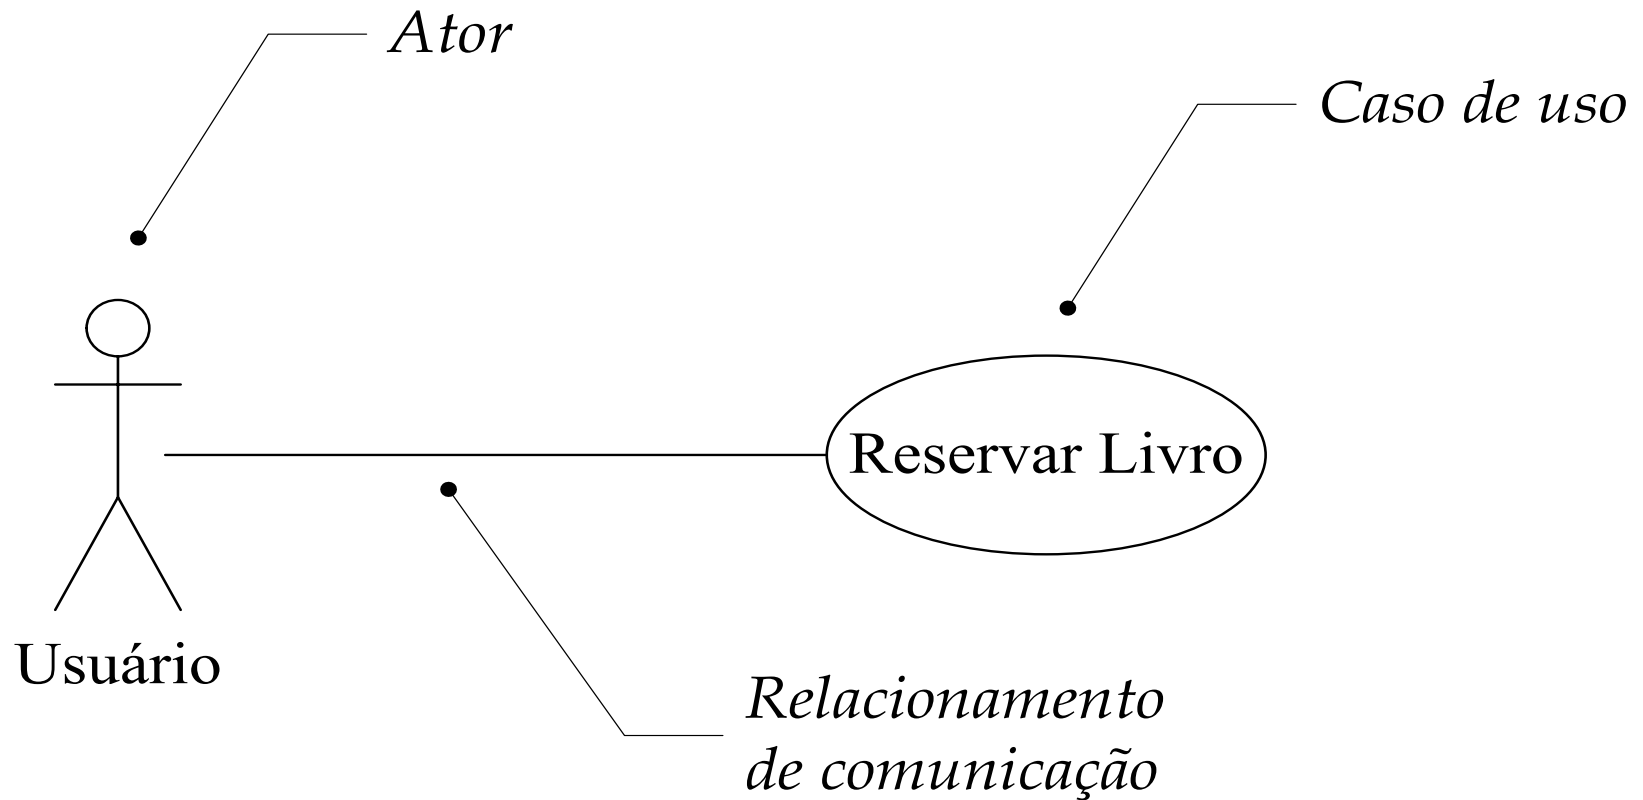 Ator
Caso de uso
Reservar Livro
Usuário
Relacionamento
de comunicação